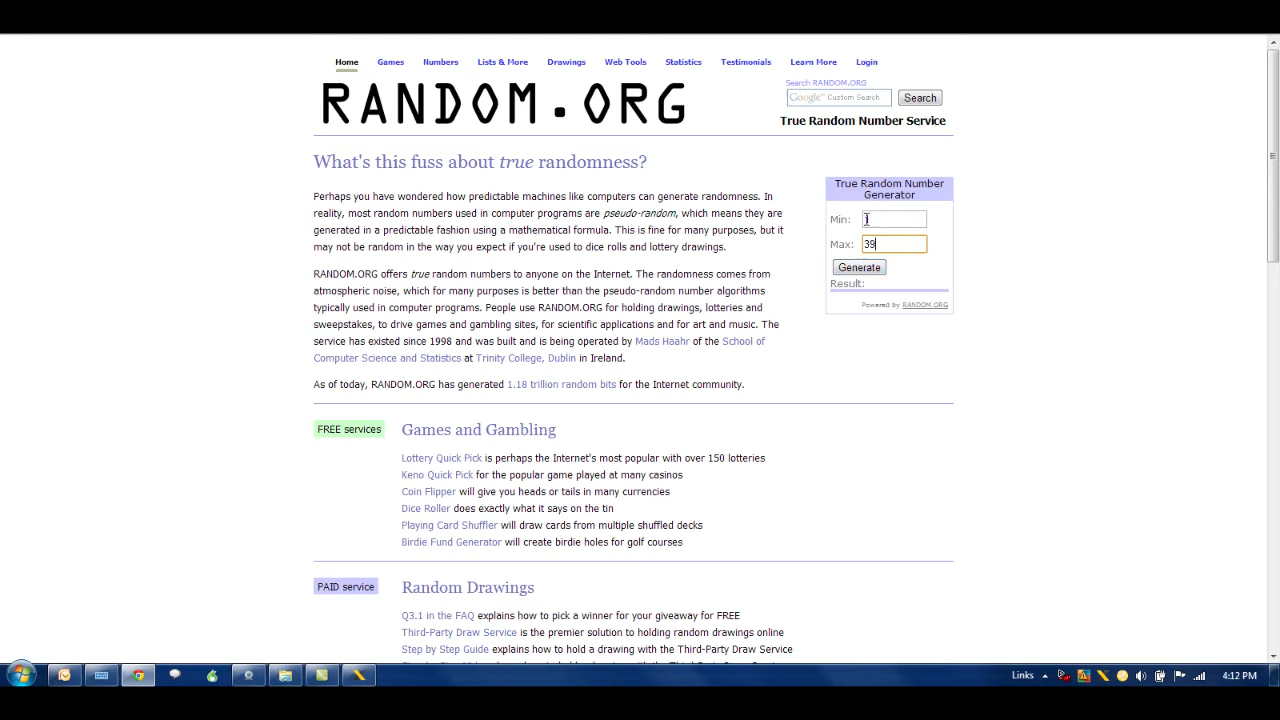 Home Games Numbers Lists & More Drawings Web Tools Statistics Testimonials Learn More Login
RANDOM.ORG
Search RANDOM.ORG
Google™ Custom Search Search
True Random Number Service
What's this fuss about true randomness?
Perhaps you have wondered how predictable machines like computers can generate randomness. In
reality, most random numbers used in computer programs are pseudo-random, which means they are
generated in a predictable fashion using a mathematical formula. This is fine for many purposes, but it
may not be random in the way you expect if you're used to dice rolls and lottery drawings.
RANDOM.ORG offers true random numbers to anyone on the Internet. The randomness comes from
atmospheric noise, which for many purposes is better than the pseudo-random number algorithms
typically used in computer programs. People use RANDOM.ORG for holding drawings, lotteries and
sweepstakes, to drive games and gambling sites, for scientific applications and for art and music. The
service has existed since 1998 and was built and is being operated by Mads Haahr of the School of
Computer Science and Statistics at Trinity College, Dublin in Ireland.
As of today, RANDOM.ORG has generated 1.18 trillion random bits for the Internet community.
True Random Number
Generator
Min:
Max: 39
Generate
Result:
Powered by RANDOM.ORG
FREE services
Games and Gambling
Lottery Quick Pick is perhaps the Internet's most popular with over 150 lotteries
Keno Quick Pick for the popular game played at many casinos
Coin Flipper will give you heads or tails in many currencies
Dice Roller does exactly what it says on the tin
Playing Card Shuffler will draw cards from multiple shuffled decks
Birdie Fund Generator will create birdie holes for golf courses
PAID service
Random Drawings
Q3.1 in the FAQ explains how to pick a winner for your giveaway for FREE
Third-Party Draw Service is the premier solution to holding random drawings online
Step by Step Guide explains how to hold a drawing with the Third-Party Draw Service
Links 4:12 PM